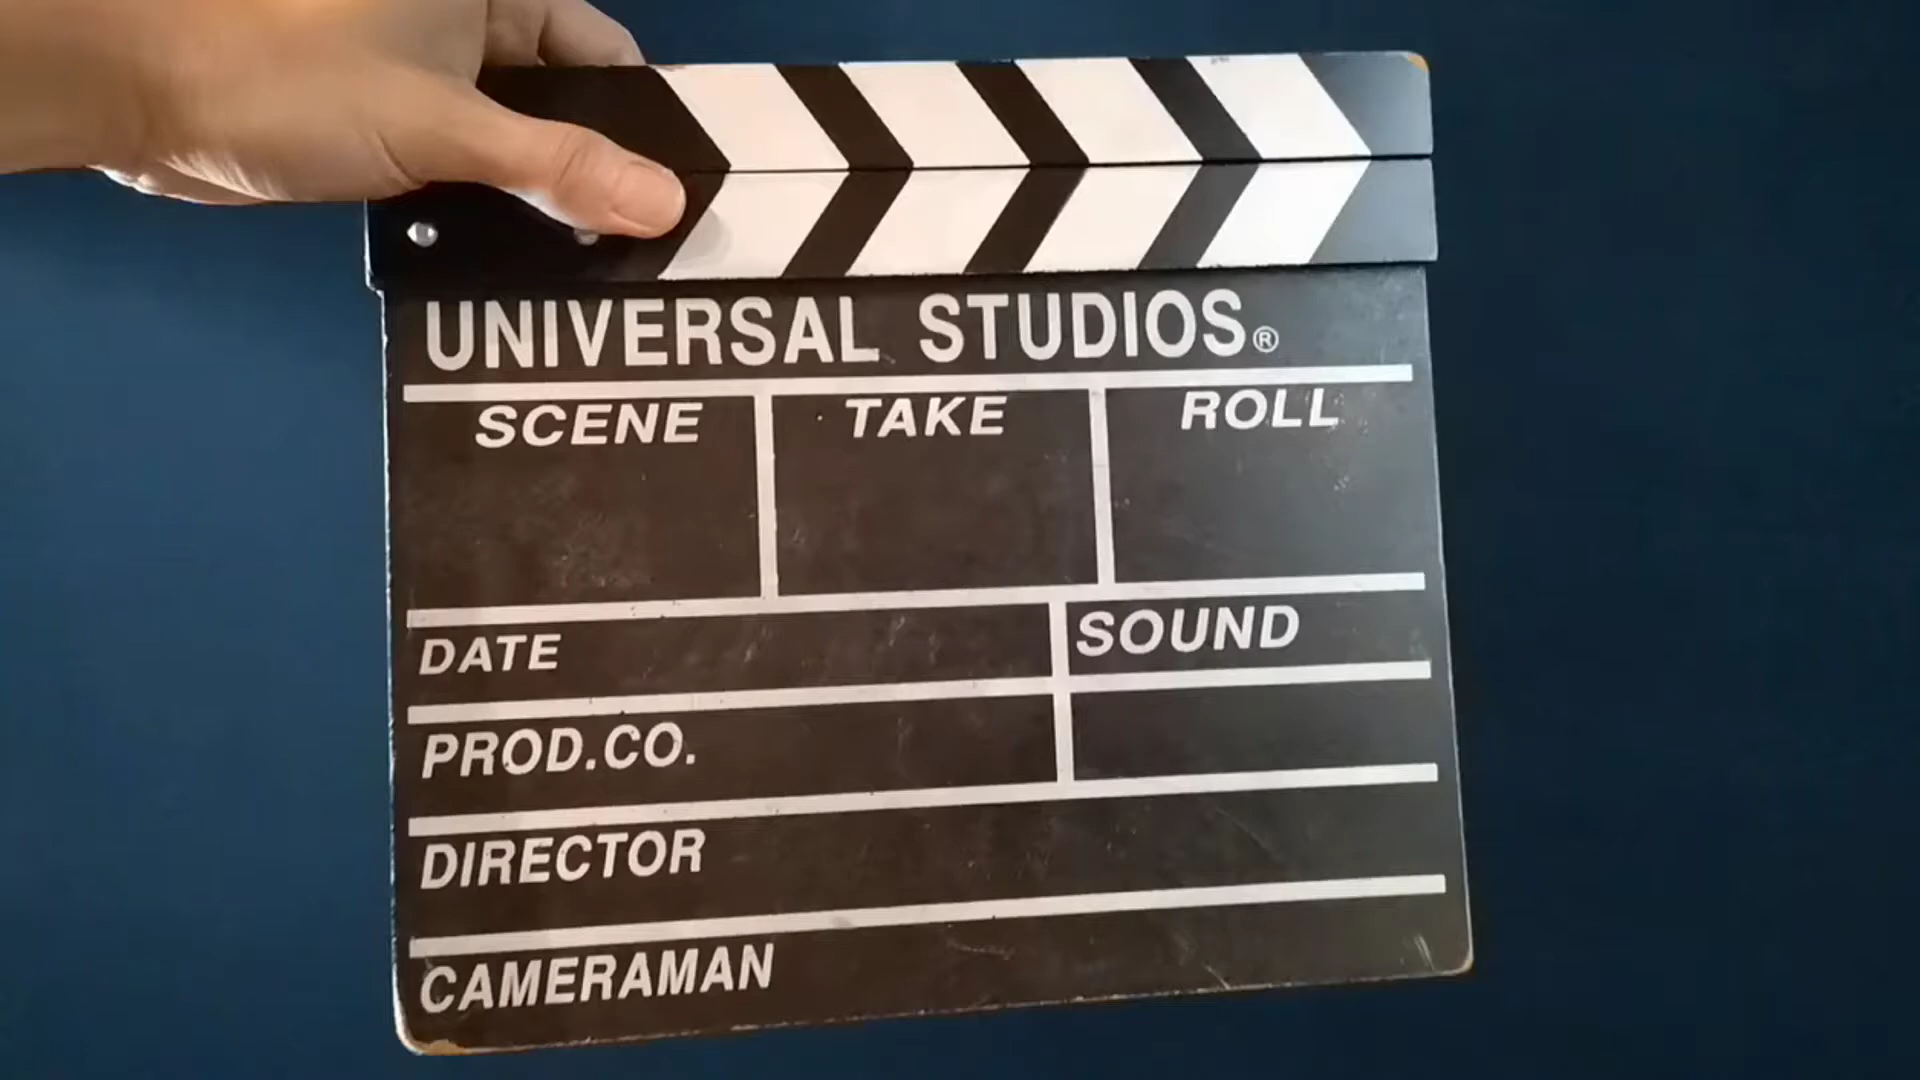 UNIVERSAL STUDIOS®
SCENE TAKE ROLL
DATE SOUND
PROD.CO.
DIRECTOR
CAMERAMAN